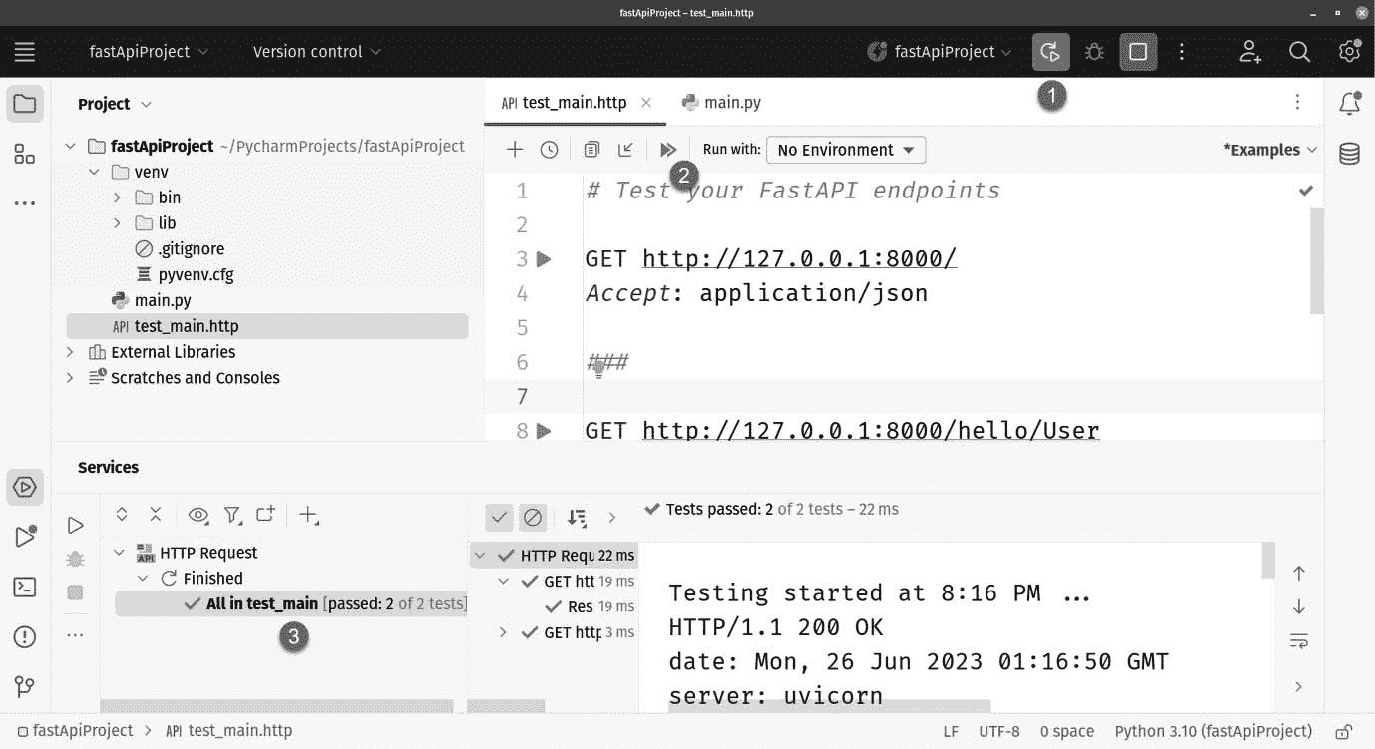 fastApiProject – test_main.http
fastApiProject
Version control
fastApiProject
1
Project
fastApiProject ~/PycharmProjects/fastApiProject
venv
bin
lib
.gitignore
pyvenv.cfg
main.py
API test_main.http
External Libraries
Scratches and Consoles
API test_main.http
main.py
Run with: No Environment
*Examples
2
1 # Test your FastAPI endpoints
2
3 GET http://127.0.0.1:8000/
4 Accept: application/json
5
6 ###
7
8 GET http://127.0.0.1:8000/hello/User
Services
API HTTP Request
Finished
All in test_main [passed: 2 of 2 tests]
3
HTTP Requ 22 ms
GET htt 19 ms
Res 19 ms
GET http 3 ms
Tests passed: 2 of 2 tests – 22 ms
Testing started at 8:16 PM ...
HTTP/1.1 200 OK
date: Mon, 26 Jun 2023 01:16:50 GMT
server: uvicorn
fastApiProject > API test_main.http
LF UTF-8 0 space Python 3.10 (fastApiProject)